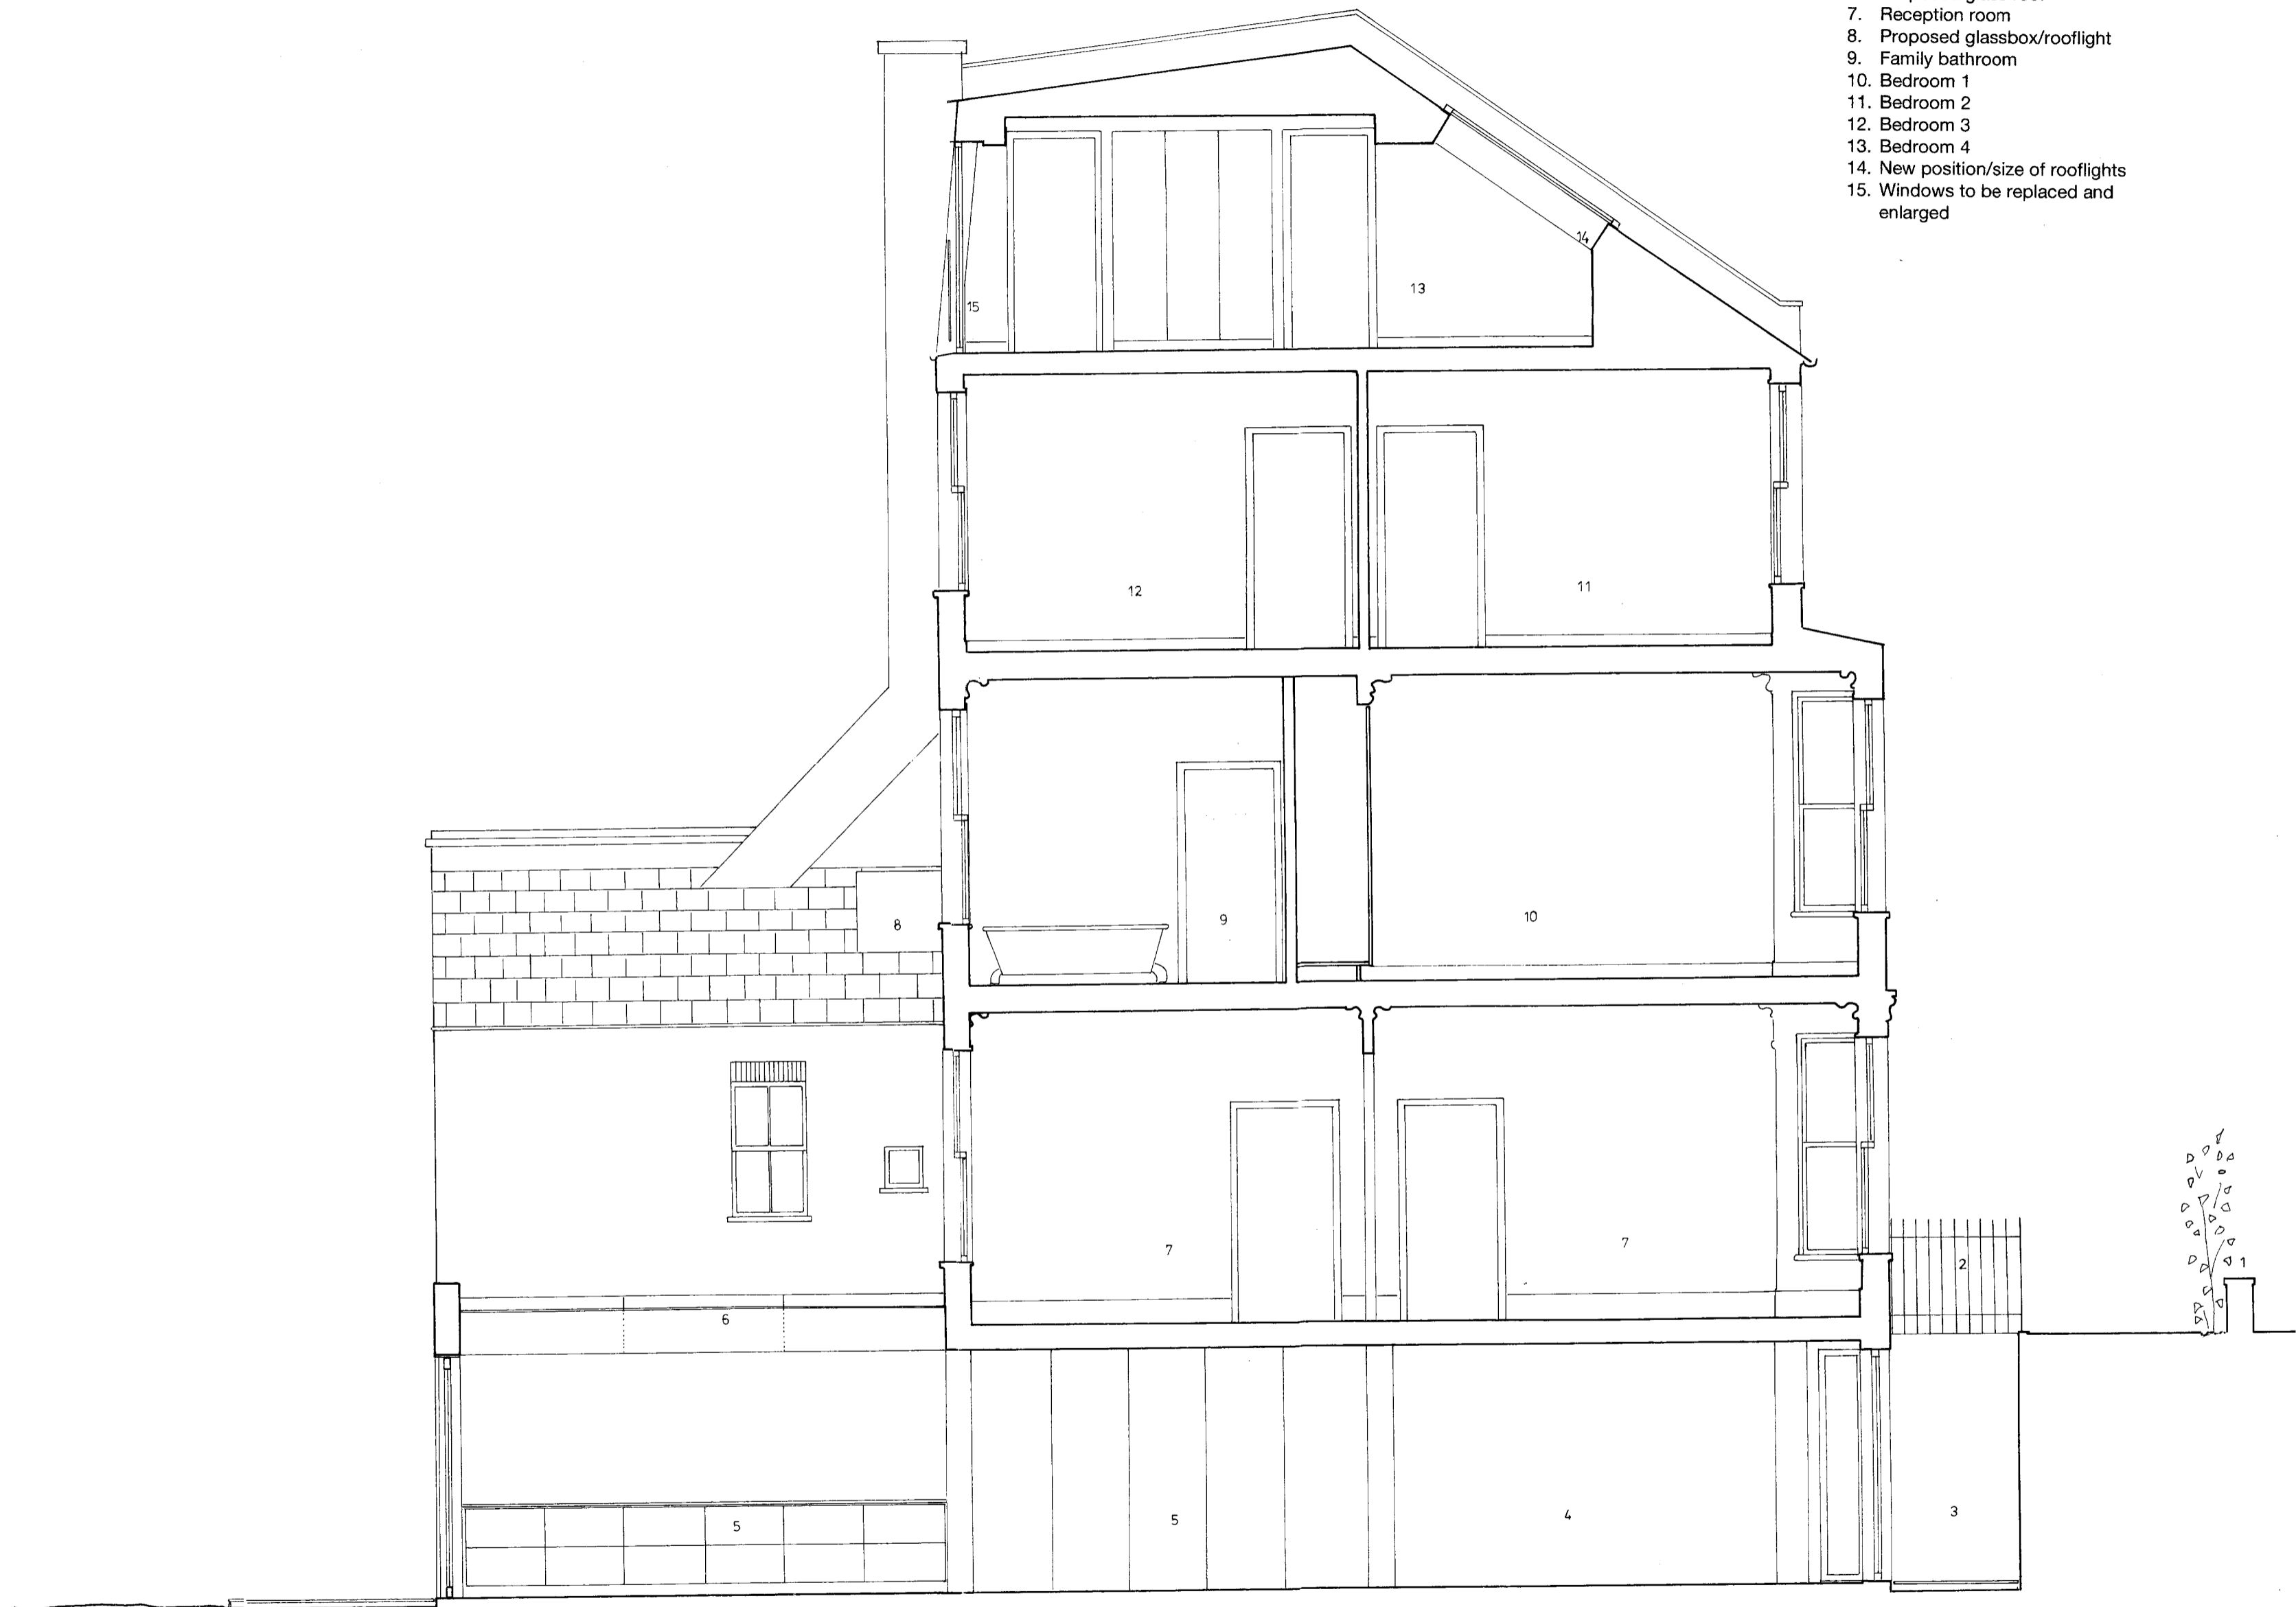 7. Reception room
8. Proposed glassbox/rooflight
9. Family bathroom
10. Bedroom 1
11. Bedroom 2
12. Bedroom 3
13. Bedroom 4
14. New position/size of rooflights
15. Windows to be replaced and
enlarged
14
13
15
12
11
8
9
10
7
7
2
1
6
5
5
4
3